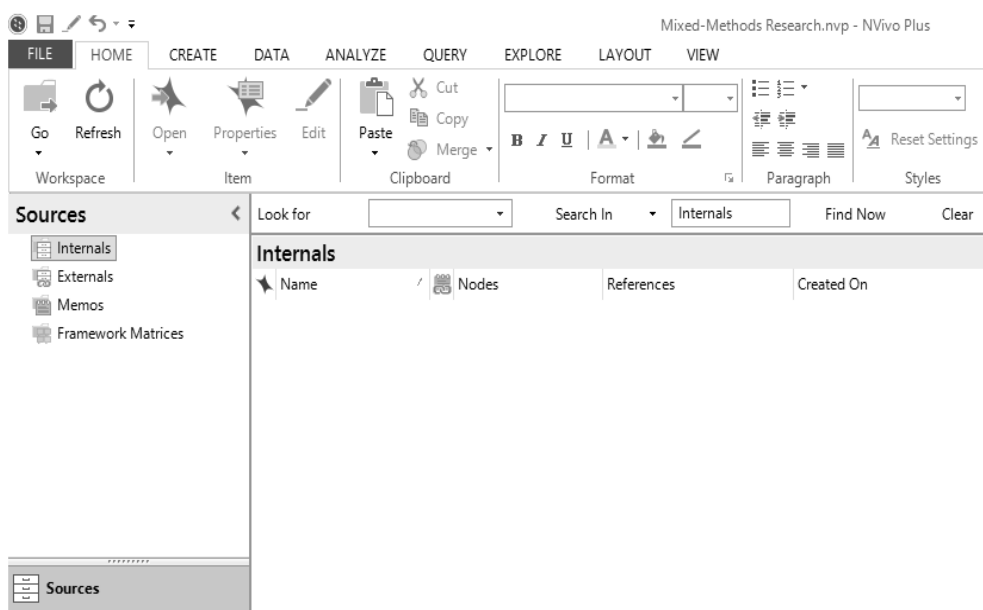 Mixed-Methods Research.nvp - NVivo Plus
FILE HOME CREATE DATA ANALYZE QUERY EXPLORE LAYOUT VIEW
Go Refresh Open Properties Edit Paste Cut
Copy
Merge
B I U A
A A Reset Settings
Workspace Item Clipboard Format Paragraph Styles
Sources Look for Search In Internals Find Now Clear
Internals
Externals
Memos
Framework Matrices
Internals
Name Nodes References Created On
Sources